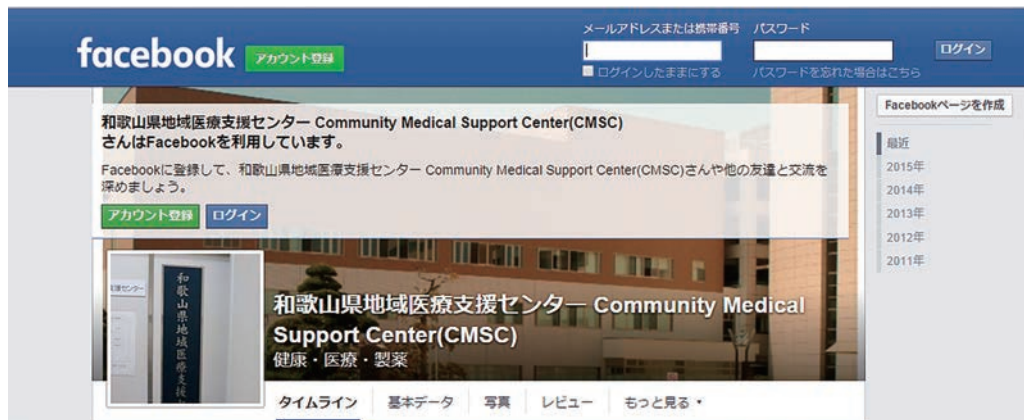 facebook
アカウント登録
メールアドレスまたは携帯番号
パスワード
ログイン
ログインしたままにする
パスワードを忘れた場合はこちら
和歌山県地域医療支援センター Community Medical Support Center(CMSC)
さんはFacebookを利用しています。
Facebookに登録して、和歌山県地域医療支援センター Community Medical Support Center(CMSC)さんや他の友達と交流を
深めましょう。
アカウント登録
ログイン
和歌山県地域医療支援
和歌山県地域医療支援センター Community Medical
Support Center(CMSC)
健康・医療・製薬
タイムライン
基本データ
写真
レビュー
もっと見る
Facebookページを作成
最近
2015年
2014年
2013年
2012年
2011年